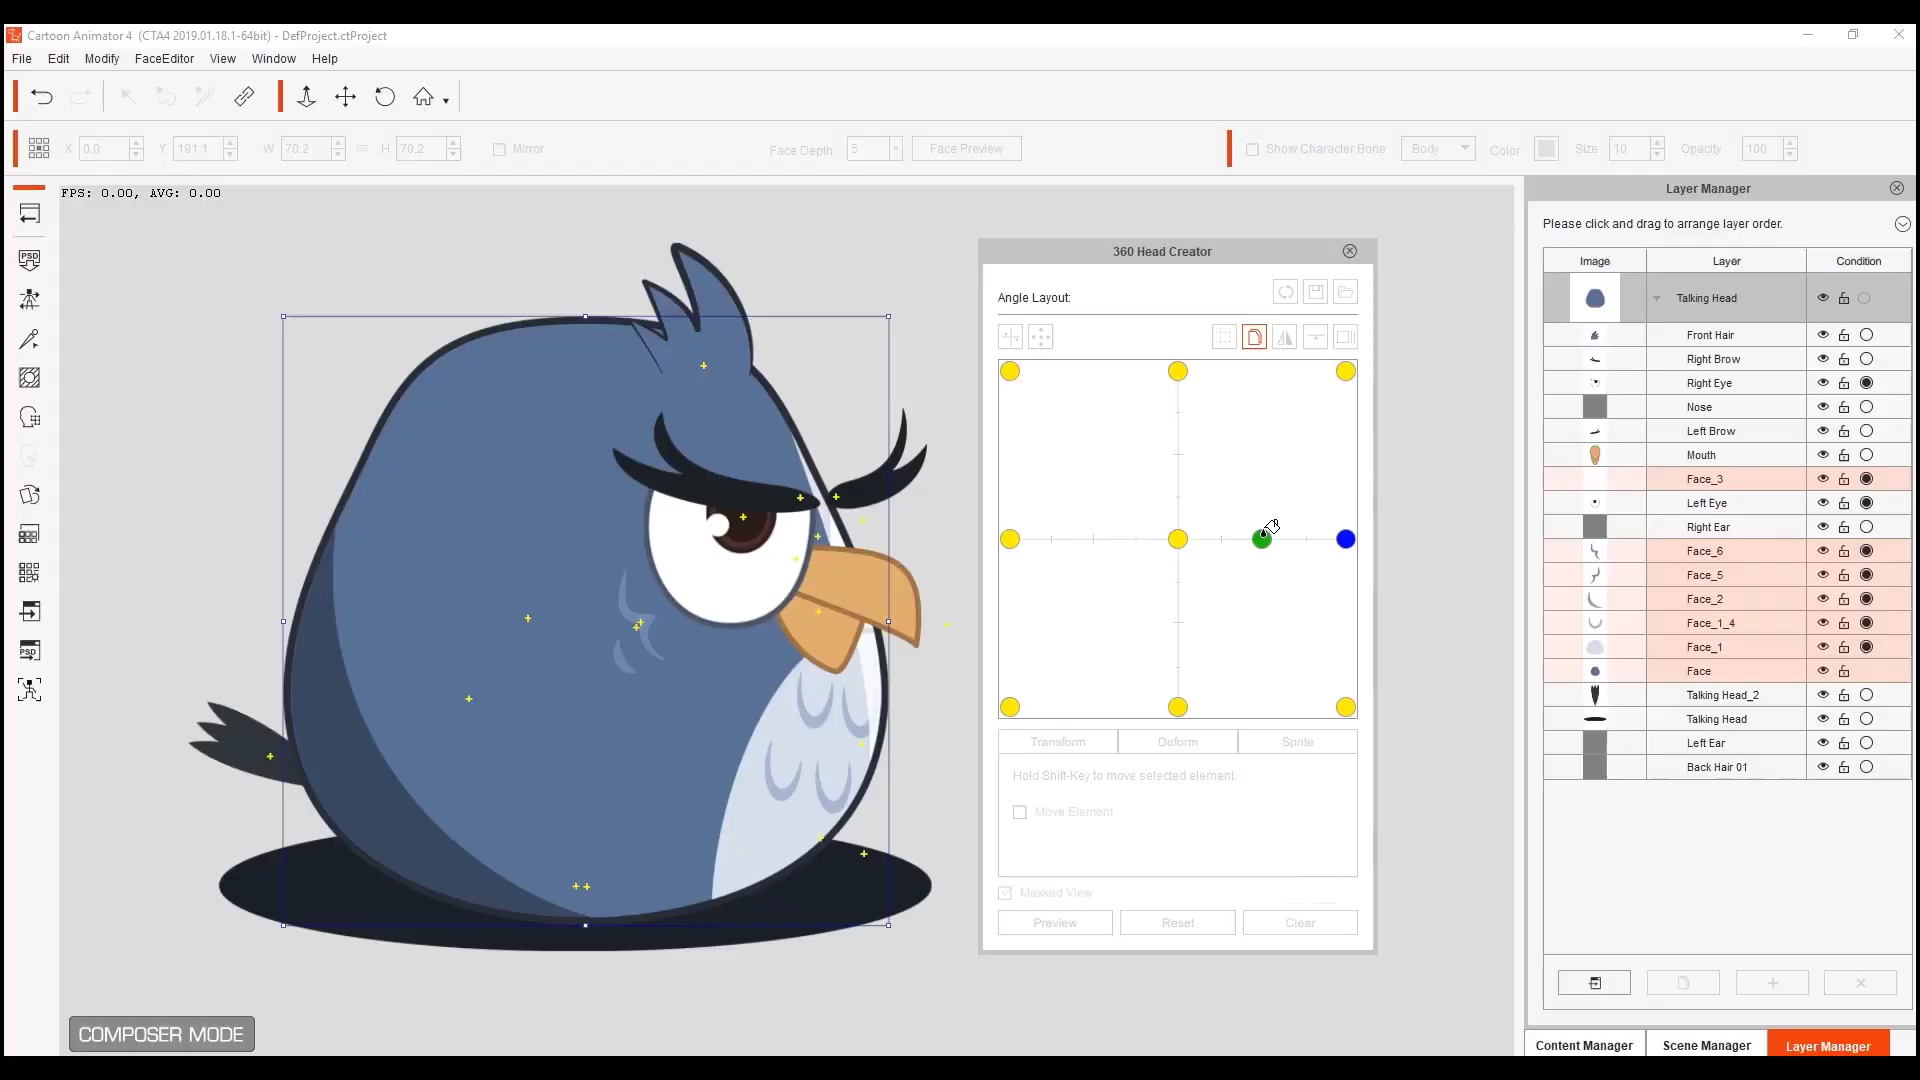 Cartoon Animator 4 (CTA4 2019.01.18.1-64bit) - DefProject.ctProject
File Edit Modify FaceEditor View Window Help
X 0.0 Y 191.1 W 70.2 H 70.2 Mirror Face Depth : 5 Face Preview Show Character Bone Body Color : Size : 10 Opacity : 100
FPS: 0.00, AVG: 0.00
PSD
PSD
COMPOSER MODE
360 Head Creator
Angle Layout:
Transform Deform Sprite
Hold Shift-Key to move selected element.
Move Element
Masked View
Preview Reset Clear
Layer Manager
Please click and drag to arrange layer order.
Image Layer Condition
Talking Head
Front Hair
Right Brow
Right Eye
Nose
Left Brow
Mouth
Face_3
Left Eye
Right Ear
Face_6
Face_5
Face_2
Face_1_4
Face_1
Face
Talking Head_2
Talking Head
Left Ear
Back Hair 01
Content Manager Scene Manager Layer Manager